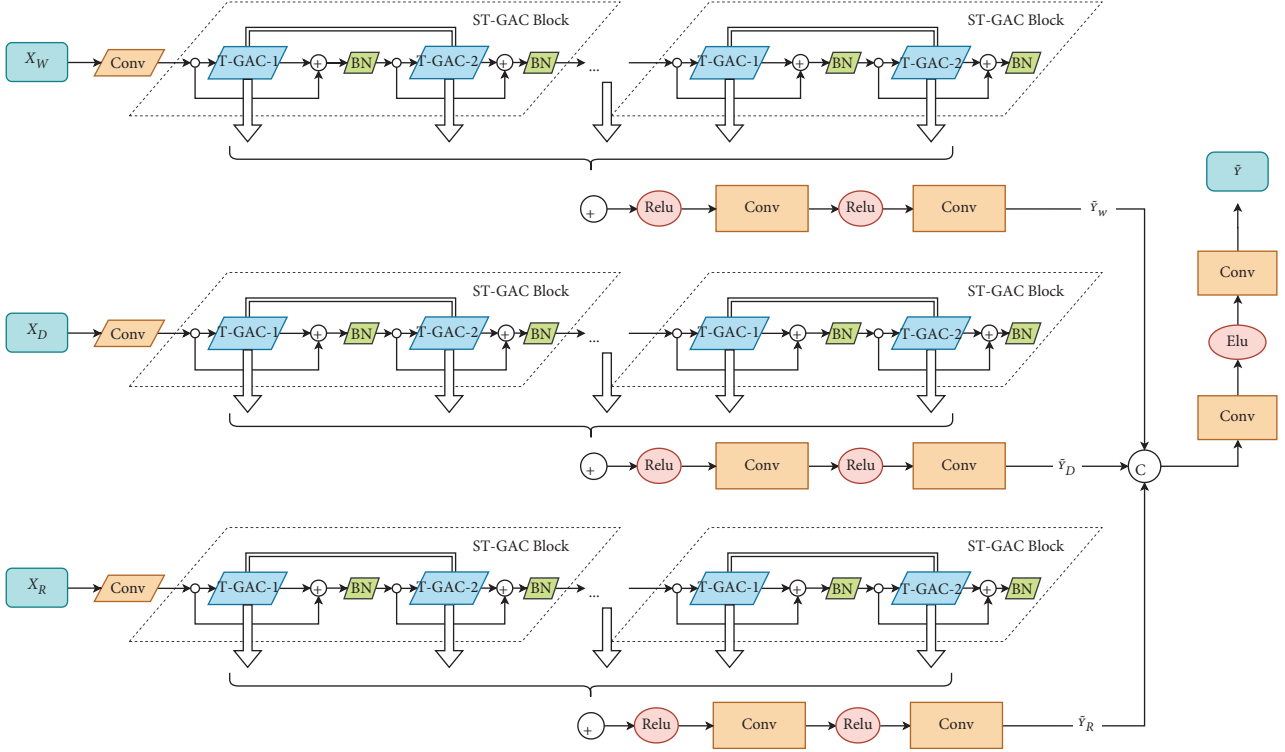 ST-GAC Block
ST-GAC Block
X_W Conv T-GAC-1 + BN T-GAC-2 + BN ... T-GAC-1 + BN T-GAC-2 + BN
+ Relu Conv Relu Conv Ỹ_w
Ỹ
Conv
ST-GAC Block
ST-GAC Block
X_D Conv T-GAC-1 + BN T-GAC-2 + BN ... T-GAC-1 + BN T-GAC-2 + BN
Elu
Conv
+ Relu Conv Relu Conv Ỹ_D C
ST-GAC Block
ST-GAC Block
X_R Conv T-GAC-1 + BN T-GAC-2 + BN ... T-GAC-1 + BN T-GAC-2 + BN
+ Relu Conv Relu Conv Ỹ_R